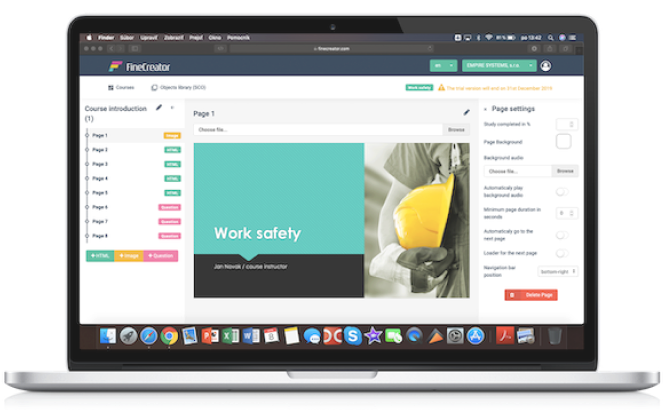 Finder Súbor Upraviť Zobraziť Prejsť Okno Pomocník
91% po 13:42
finecreator.com
FineCreator
en
EMPIRE SYSTEMS, s.r.o.
Courses
Objects library (SCO)
Work safety
The trial version will end on 31st December 2019
Course introduction
(1)
Page 1 Image
Page 2 HTML
Page 3 HTML
Page 4 HTML
Page 5 HTML
Page 6 Question
Page 7 Question
Page 8 Question
+HTML +Image +Question
Page 1
Choose file... Browse
Work safety
Jan Novak / course instructor
Page settings
Study completed in %
Page Background
Background audio
Choose file... Browse
Automaticaly play
background audio
Minimum page duration in
seconds
Automaticaly go to the
next page
Loader for the next page
Navigation bar
position
bottom-right
Delete Page